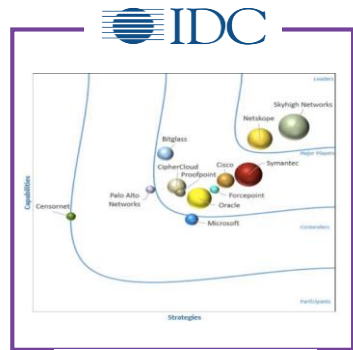 IDC
Leaders
Skyhigh Networks
Netskope
Major Players
Bitglass
CipherCloud
Proofpoint
Cisco
Symantec
Palo Alto
Networks
Forcepoint
Oracle
Censornet
Microsoft
Contenders
Participants
Capabilities
Strategies